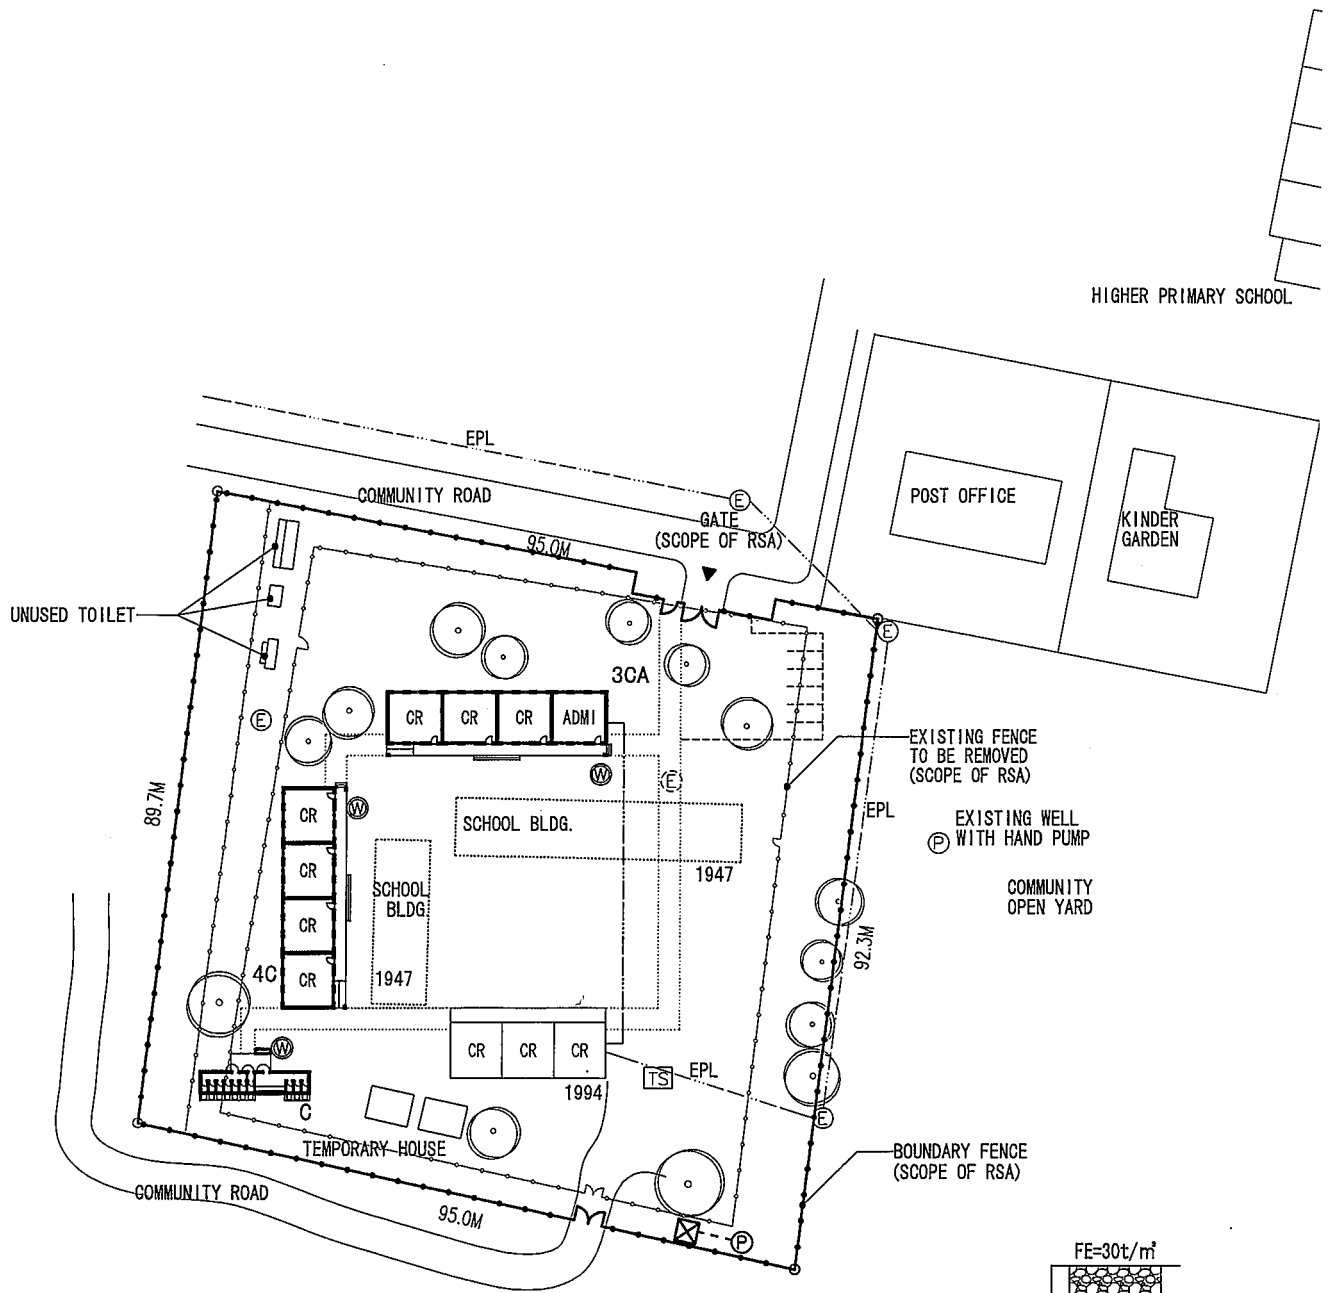 HIGHER PRIMARY SCHOOL
EPL
COMMUNITY ROAD
E
GATE
(SCOPE OF RSA)
95.0M
POST OFFICE
KINDER
GARDEN
UNUSED TOILET
E
3CA
CR
CR
CR
ADMI
E
EXISTING FENCE
TO BE REMOVED
(SCOPE OF RSA)
W
E
89.7M
W
CR
SCHOOL BLDG.
EPL
EXISTING WELL
P WITH HAND PUMP
1947
CR
SCHOOL
BLDG.
COMMUNITY
OPEN YARD
CR
92.3M
4C
CR
1947
W
CR
CR
CR
EPL
TS
1994
C
E
TEMPORARY HOUSE
BOUNDARY FENCE
(SCOPE OF RSA)
COMMUNITY ROAD
95.0M
P
FE=30t/㎡